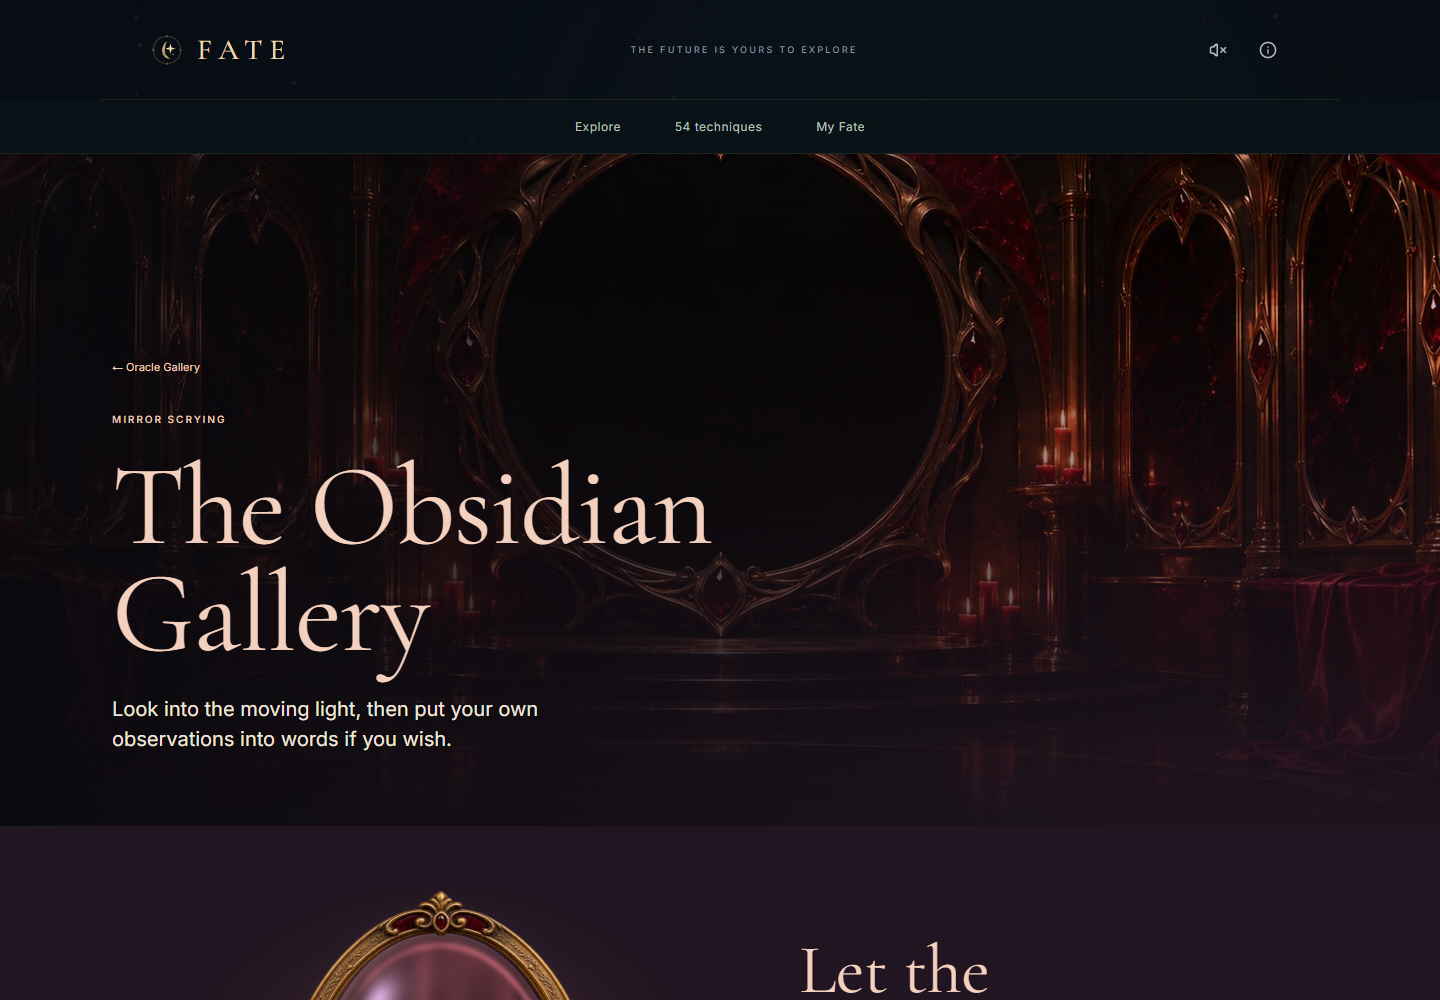 FATE
THE FUTURE IS YOURS TO EXPLORE
Explore
54 techniques
My Fate
← Oracle Gallery
MIRROR SCRYING
The Obsidian
Gallery
Look into the moving light, then put your own
observations into words if you wish.
Let the